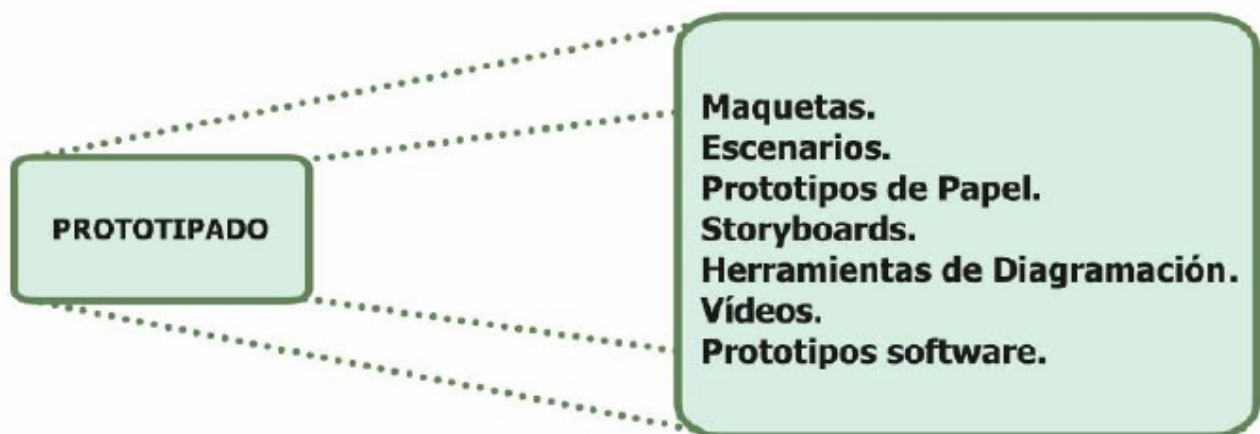 PROTOTIPADO
Maquetas.
Escenarios.
Prototipos de Papel.
Storyboards.
Herramientas de Diagramación.
Vídeos.
Prototipos software.